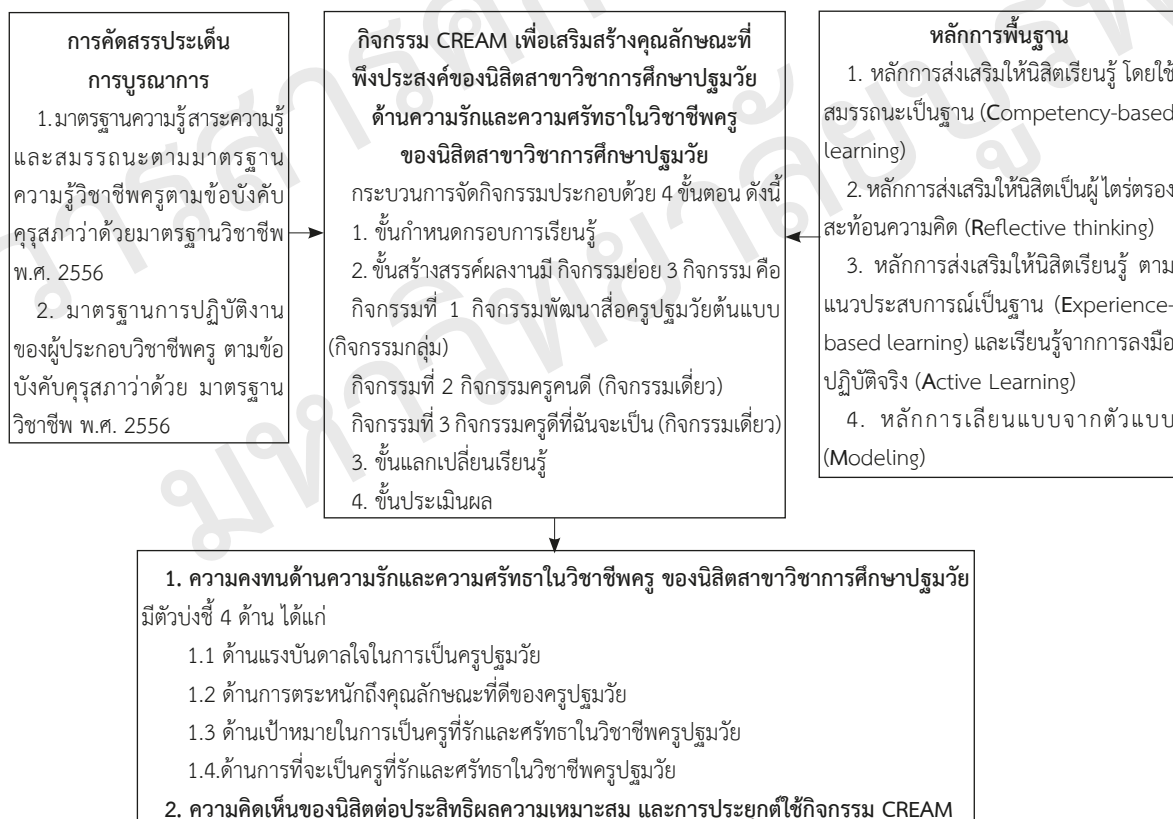 การคัดสรรประเด็น
การบูรณาการ
1.มาตรฐานความรู้ สาระความรู้
และสมรรถนะตามมาตรฐาน
ความรู้วิชาชีพครูตามข้อบังคับ
คุรุสภาว่าด้วยมาตรฐานวิชาชีพ
พ.ศ. 2556
2. มาตรฐานการปฏิบัติงาน
ของผู้ประกอบวิชาชีพครู ตามข้อ
บังคับคุรุสภาว่าด้วย มาตรฐาน
วิชาชีพ พ.ศ. 2556
กิจกรรม CREAM เพื่อเสริมสร้างคุณลักษณะที่
พึงประสงค์ของนิสิตสาขาวิชาการศึกษาปฐมวัย
ด้านความรักและความศรัทธาในวิชาชีพครู
ของนิสิตสาขาวิชาการศึกษาปฐมวัย
กระบวนการจัดกิจกรรมประกอบด้วย 4 ขั้นตอน ดังนี้
1. ขั้นกำหนดกรอบการเรียนรู้
2. ขั้นสร้างสรรค์ผลงานมี กิจกรรมย่อย 3 กิจกรรม คือ
กิจกรรมที่ 1 กิจกรรมพัฒนาสื่อครูปฐมวัยต้นแบบ
(กิจกรรมกลุ่ม)
กิจกรรมที่ 2 กิจกรรมครูคนดี (กิจกรรมเดี่ยว)
กิจกรรมที่ 3 กิจกรรมครูดีที่ฉันจะเป็น (กิจกรรมเดี่ยว)
3. ขั้นแลกเปลี่ยนเรียนรู้
4. ขั้นประเมินผล
หลักการพื้นฐาน
1. หลักการส่งเสริมให้นิสิตเรียนรู้ โดยใช้
สมรรถนะเป็นฐาน (Competency-based
learning)
2. หลักการส่งเสริมให้นิสิตเป็นผู้ไตร่ตรอง
สะท้อนความคิด (Reflective thinking)
3. หลักการส่งเสริมให้นิสิตเรียนรู้ ตาม
แนวประสบการณ์เป็นฐาน (Experience-
based learning) และเรียนรู้จากการลงมือ
ปฏิบัติจริง (Active Learning)
4. หลักการเลียนแบบจากตัวแบบ
(Modeling)
1. ความคงทนด้านความรักและความศรัทธาในวิชาชีพครู ของนิสิตสาขาวิชาการศึกษาปฐมวัย
มีตัวบ่งชี้ 4 ด้าน ได้แก่
1.1 ด้านแรงบันดาลใจในการเป็นครูปฐมวัย
1.2 ด้านการตระหนักถึงคุณลักษณะที่ดีของครูปฐมวัย
1.3 ด้านเป้าหมายในการเป็นครูที่รักและศรัทธาในวิชาชีพครูปฐมวัย
1.4.ด้านการที่จะเป็นครูที่รักและศรัทธาในวิชาชีพครูปฐมวัย
2. ความคิดเห็นของนิสิตต่อประสิทธิผลความเหมาะสม และการประยุกต์ใช้กิจกรรม CREAM